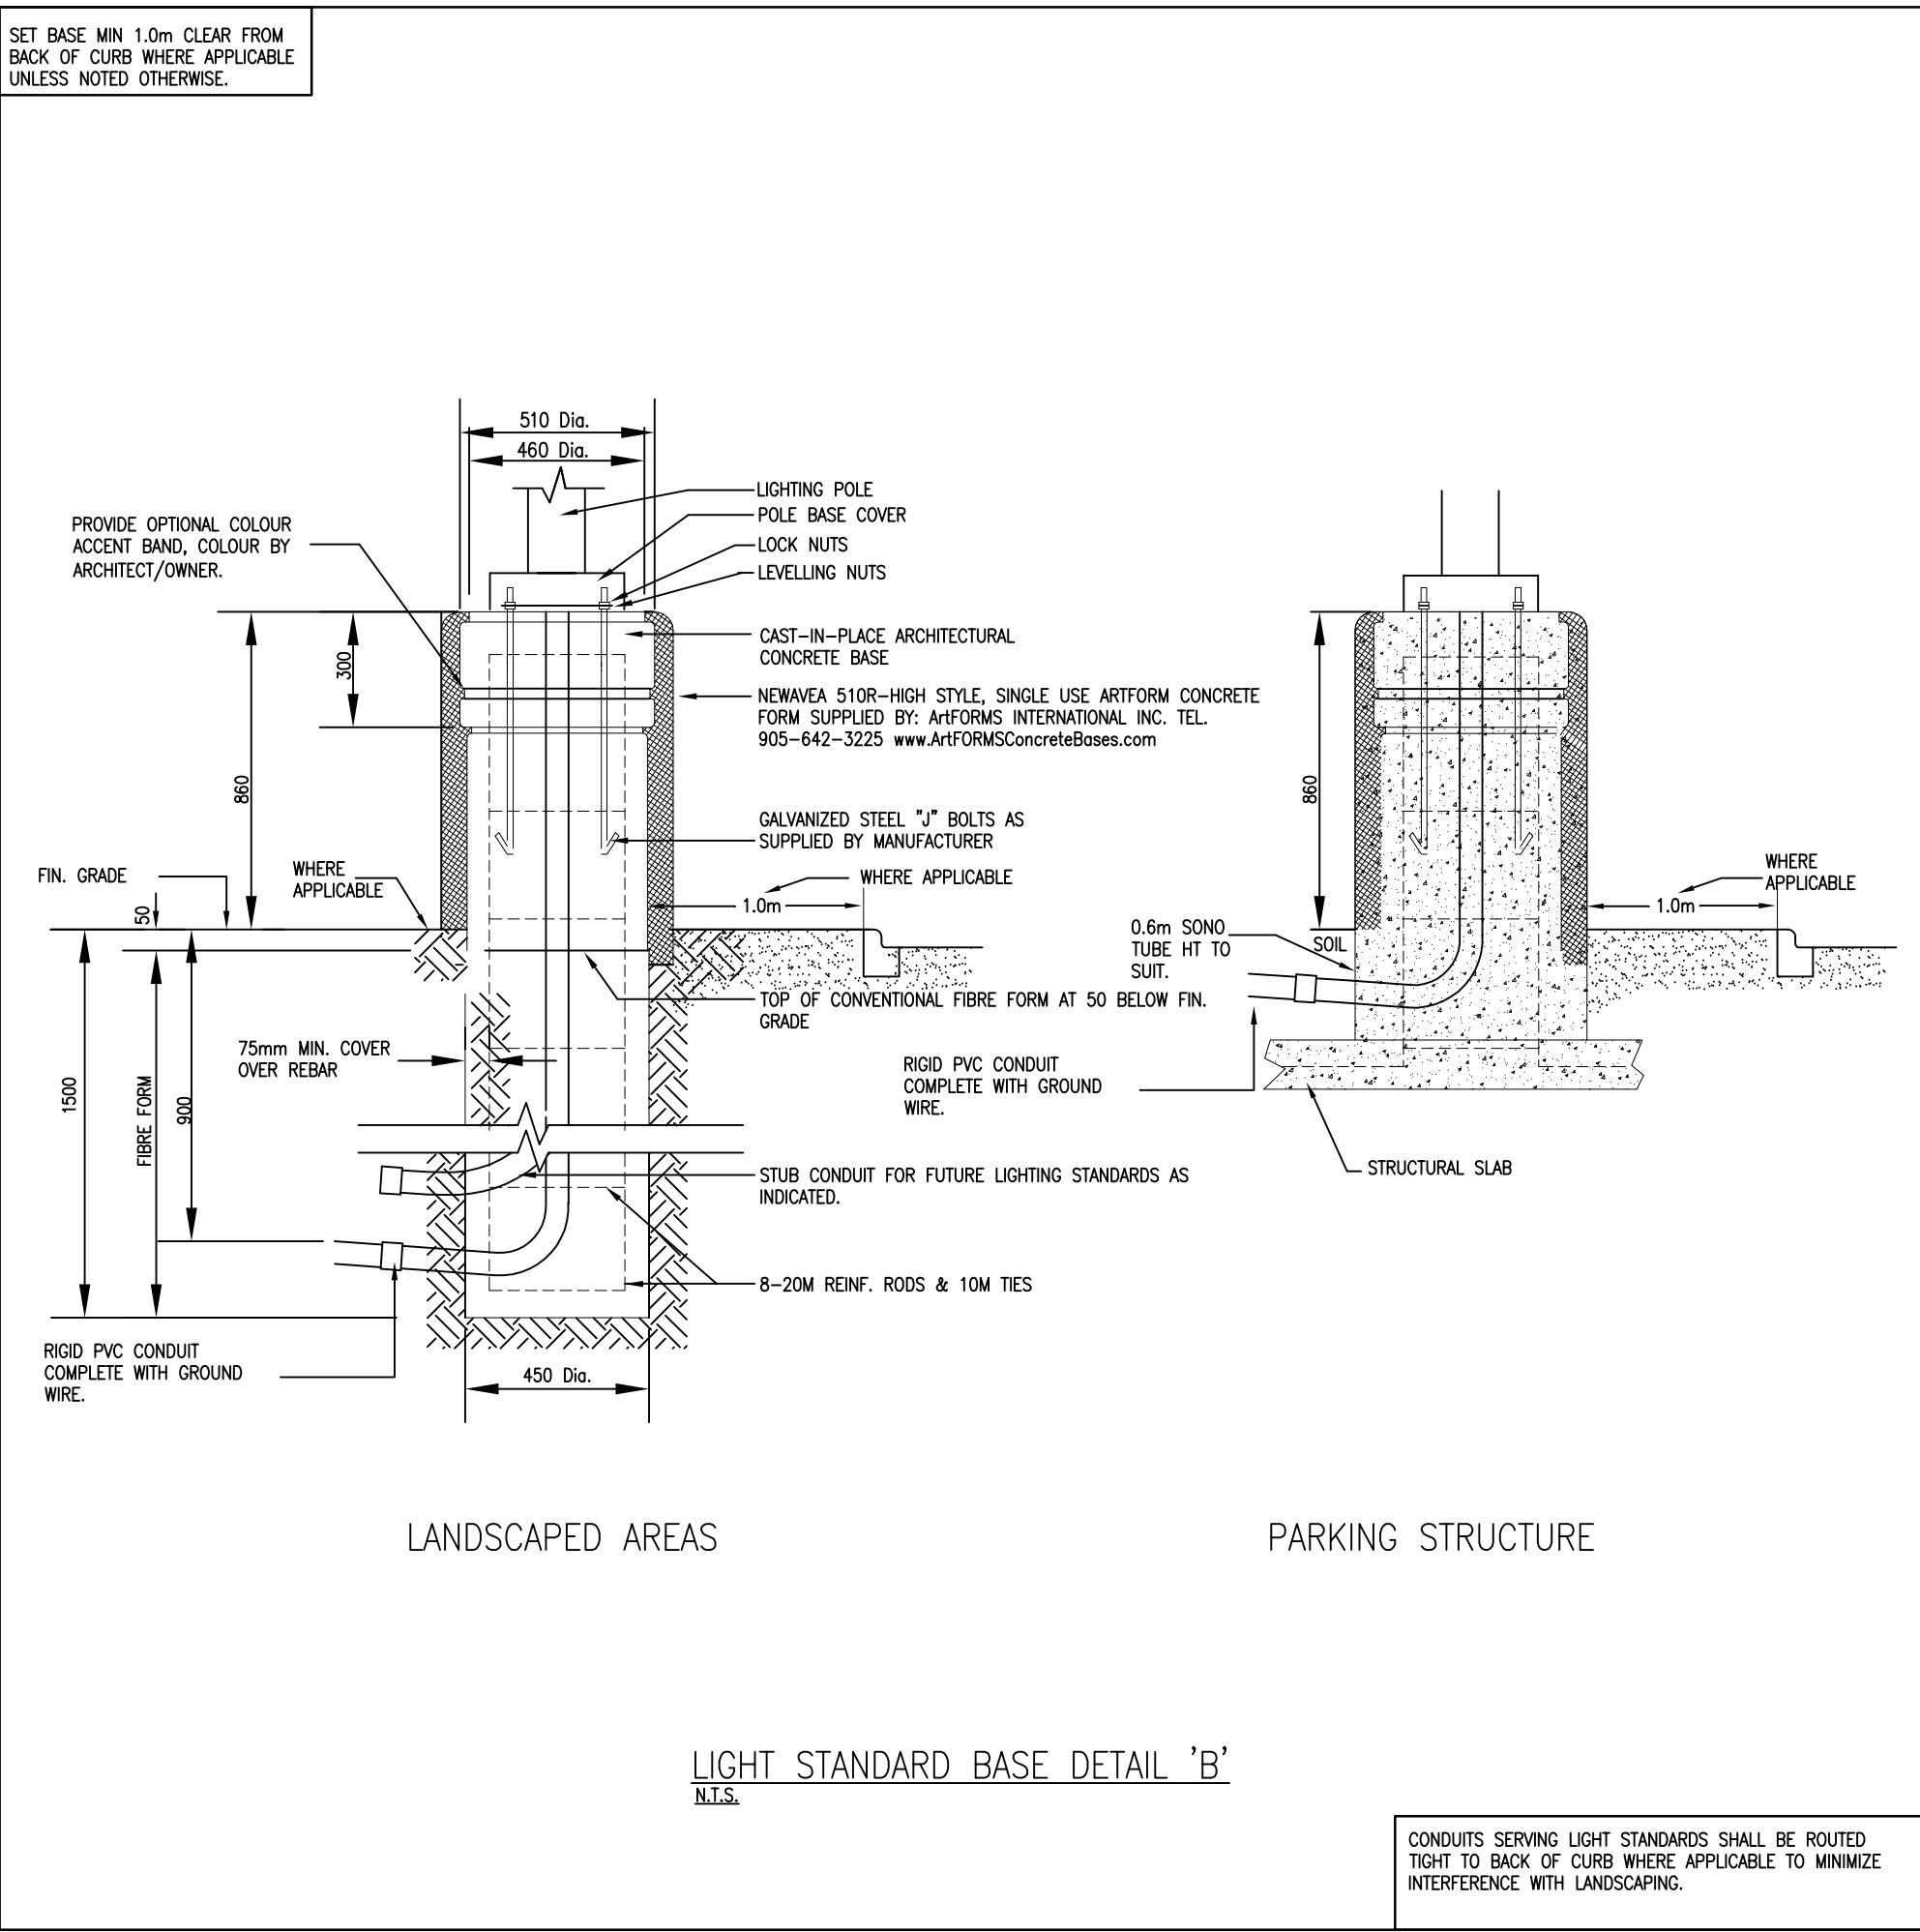 SET BASE MIN 1.0m CLEAR FROM
BACK OF CURB WHERE APPLICABLE
UNLESS NOTED OTHERWISE.
510 Dia.
460 Dia.
LIGHTING POLE
POLE BASE COVER
LOCK NUTS
LEVELLING NUTS
PROVIDE OPTIONAL COLOUR
ACCENT BAND, COLOUR BY
ARCHITECT/OWNER.
CAST-IN-PLACE ARCHITECTURAL
CONCRETE BASE
300
NEWAVEA 510R-HIGH STYLE, SINGLE USE ARTFORM CONCRETE
FORM SUPPLIED BY: ArtFORMS INTERNATIONAL INC. TEL.
905-642-3225 www.ArtFORMSConcreteBases.com
860
860
GALVANIZED STEEL "J" BOLTS AS
SUPPLIED BY MANUFACTURER
FIN. GRADE
WHERE
APPLICABLE
WHERE APPLICABLE
WHERE
APPLICABLE
50
1.0m
1.0m
0.6m SONO
TUBE HT TO
SUIT.
SOIL
TOP OF CONVENTIONAL FIBRE FORM AT 50 BELOW FIN.
GRADE
75mm MIN. COVER
OVER REBAR
RIGID PVC CONDUIT
COMPLETE WITH GROUND
WIRE.
1500
FIBRE FORM
900
STUB CONDUIT FOR FUTURE LIGHTING STANDARDS AS
INDICATED.
STRUCTURAL SLAB
8-20M REINF. RODS & 10M TIES
RIGID PVC CONDUIT
COMPLETE WITH GROUND
WIRE.
450 Dia.
LANDSCAPED AREAS
PARKING STRUCTURE
LIGHT STANDARD BASE DETAIL 'B'
N.T.S.
CONDUITS SERVING LIGHT STANDARDS SHALL BE ROUTED
TIGHT TO BACK OF CURB WHERE APPLICABLE TO MINIMIZE
INTERFERENCE WITH LANDSCAPING.